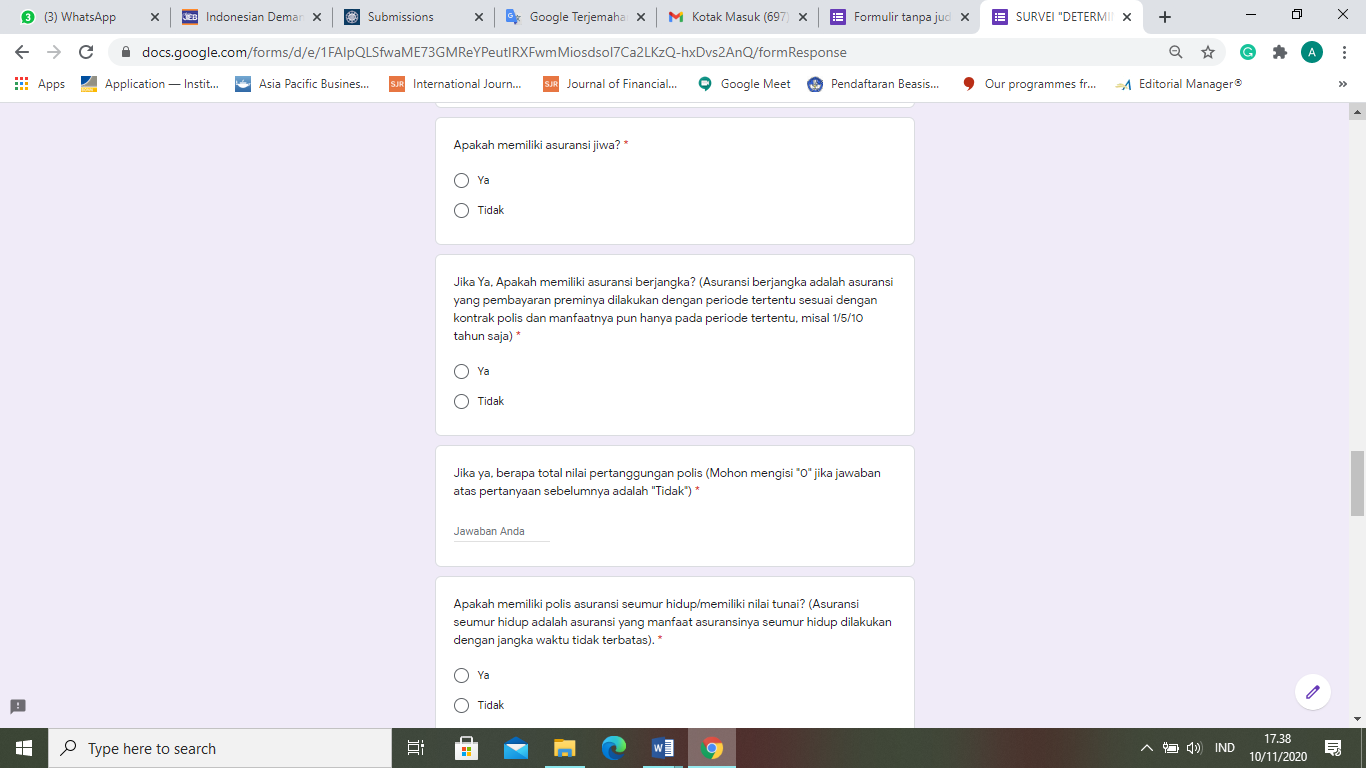 (3) WhatsApp
Indonesian Deman
Submissions
Google Terjemaha
Kotak Masuk (697)
Formulir tanpa jud
SURVEI "DETERMI
docs.google.com/forms/d/e/1FAIpQLSfwaME73GMReYPeutIRXFwmMiosdsoI7Ca2LKzQ-hxDvs2AnQ/formResponse
A
Apps
Application — Instit...
Asia Pacific Busines...
International Journ...
Journal of Financial...
Google Meet
Pendaftaran Beasis...
Our programmes fr...
Editorial Manager®
Apakah memiliki asuransi jiwa? *
Ya
Tidak
Jika Ya, Apakah memiliki asuransi berjangka? (Asuransi berjangka adalah asuransi
yang pembayaran preminya dilakukan dengan periode tertentu sesuai dengan
kontrak polis dan manfaatnya pun hanya pada periode tertentu, misal 1/5/10
tahun saja) *
Ya
Tidak
Jika ya, berapa total nilai pertanggungan polis (Mohon mengisi "0" jika jawaban
atas pertanyaan sebelumnya adalah "Tidak") *
Jawaban Anda
Apakah memiliki polis asuransi seumur hidup/memiliki nilai tunai? (Asuransi
seumur hidup adalah asuransi yang manfaat asuransinya seumur hidup dilakukan
dengan jangka waktu tidak terbatas). *
Ya
Tidak
Type here to search
IND
17.38
10/11/2020